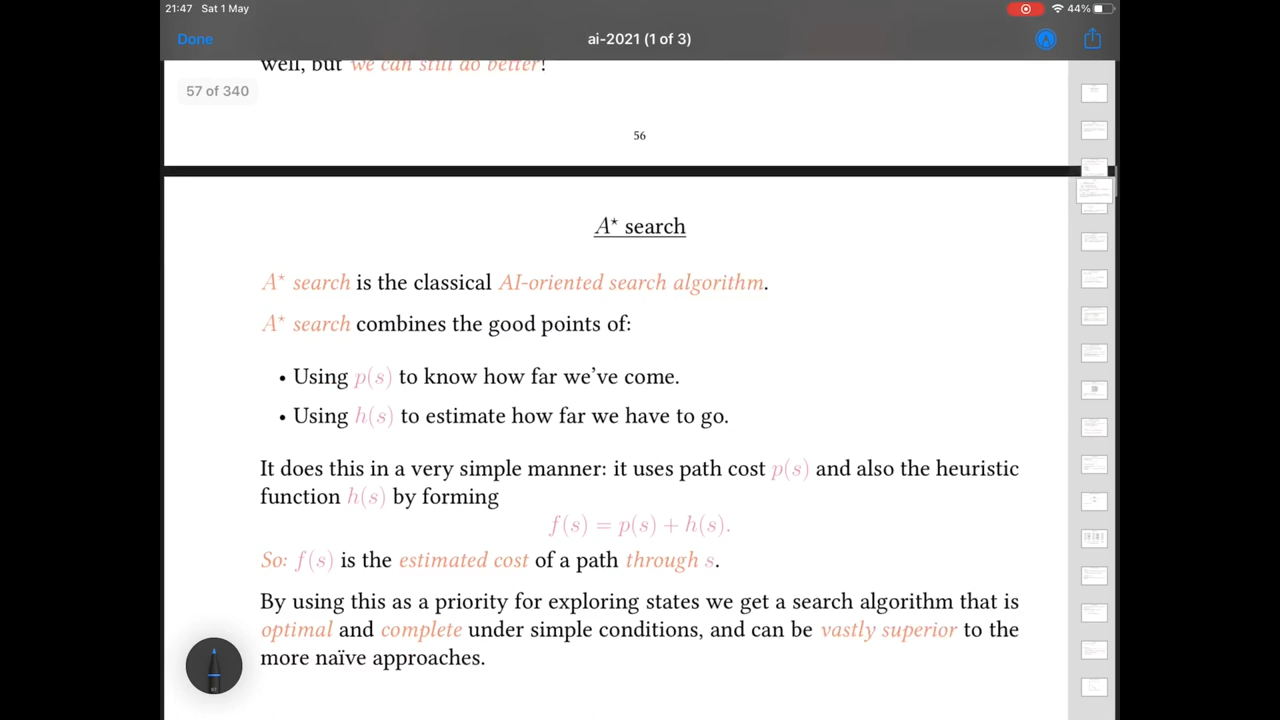 21:47 Sat 1 May
44%
Done
ai-2021 (1 of 3)
well, but we can still do better!
57 of 340
56
A* search
A* search is the classical AI-oriented search algorithm.
A* search combines the good points of:
• Using p(s) to know how far we've come.
• Using h(s) to estimate how far we have to go.
It does this in a very simple manner: it uses path cost p(s) and also the heuristic
function h(s) by forming
f(s) = p(s) + h(s).
So: f(s) is the estimated cost of a path through s.
By using this as a priority for exploring states we get a search algorithm that is
optimal and complete under simple conditions, and can be vastly superior to the
more naïve approaches.
57